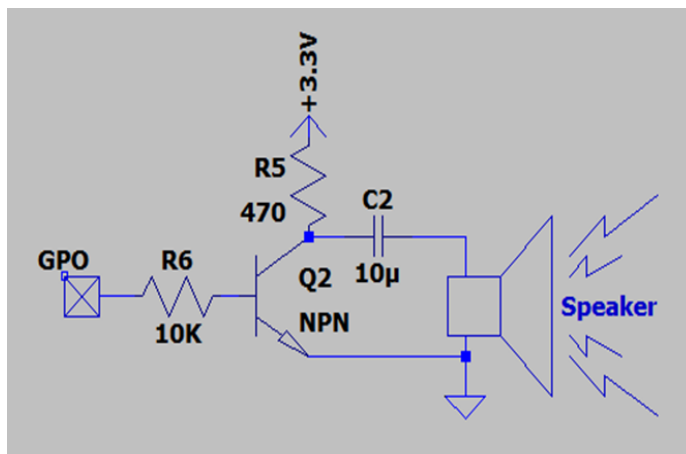 +3.3V
R5
470
C2
10µ
GPO
R6
10K
Q2
NPN
Speaker